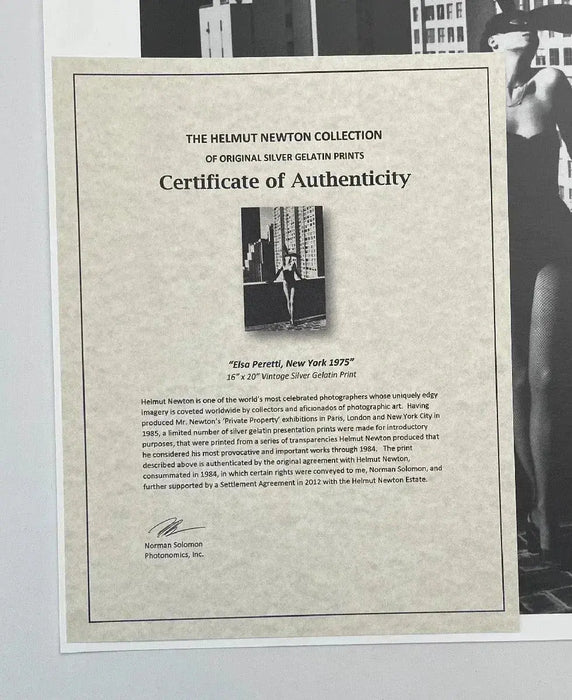 THE HELMUT NEWTON COLLECTION
OF ORIGINAL SILVER GELATIN PRINTS
Certificate of Authenticity
"Elsa Peretti, New York 1975"
16" x 20" Vintage Silver Gelatin Print
Helmut Newton is one of the world's most celebrated photographers whose uniquely edgy
imagery is coveted worldwide by collectors and aficionados of photographic art. Having
produced Mr. Newton's 'Private Property' exhibitions in Paris, London and New York City in
1985, a limited number of silver gelatin presentation prints were made for introductory
purposes, that were printed from a series of transparencies Helmut Newton produced that
he considered his most provocative and important works through 1984. The print
described above is authenticated by the original agreement with Helmut Newton,
consummated in 1984, in which certain rights were conveyed to me, Norman Solomon, and
further supported by a Settlement Agreement in 2012 with the Helmut Newton Estate.
Norman Solomon
Photonomics, Inc.